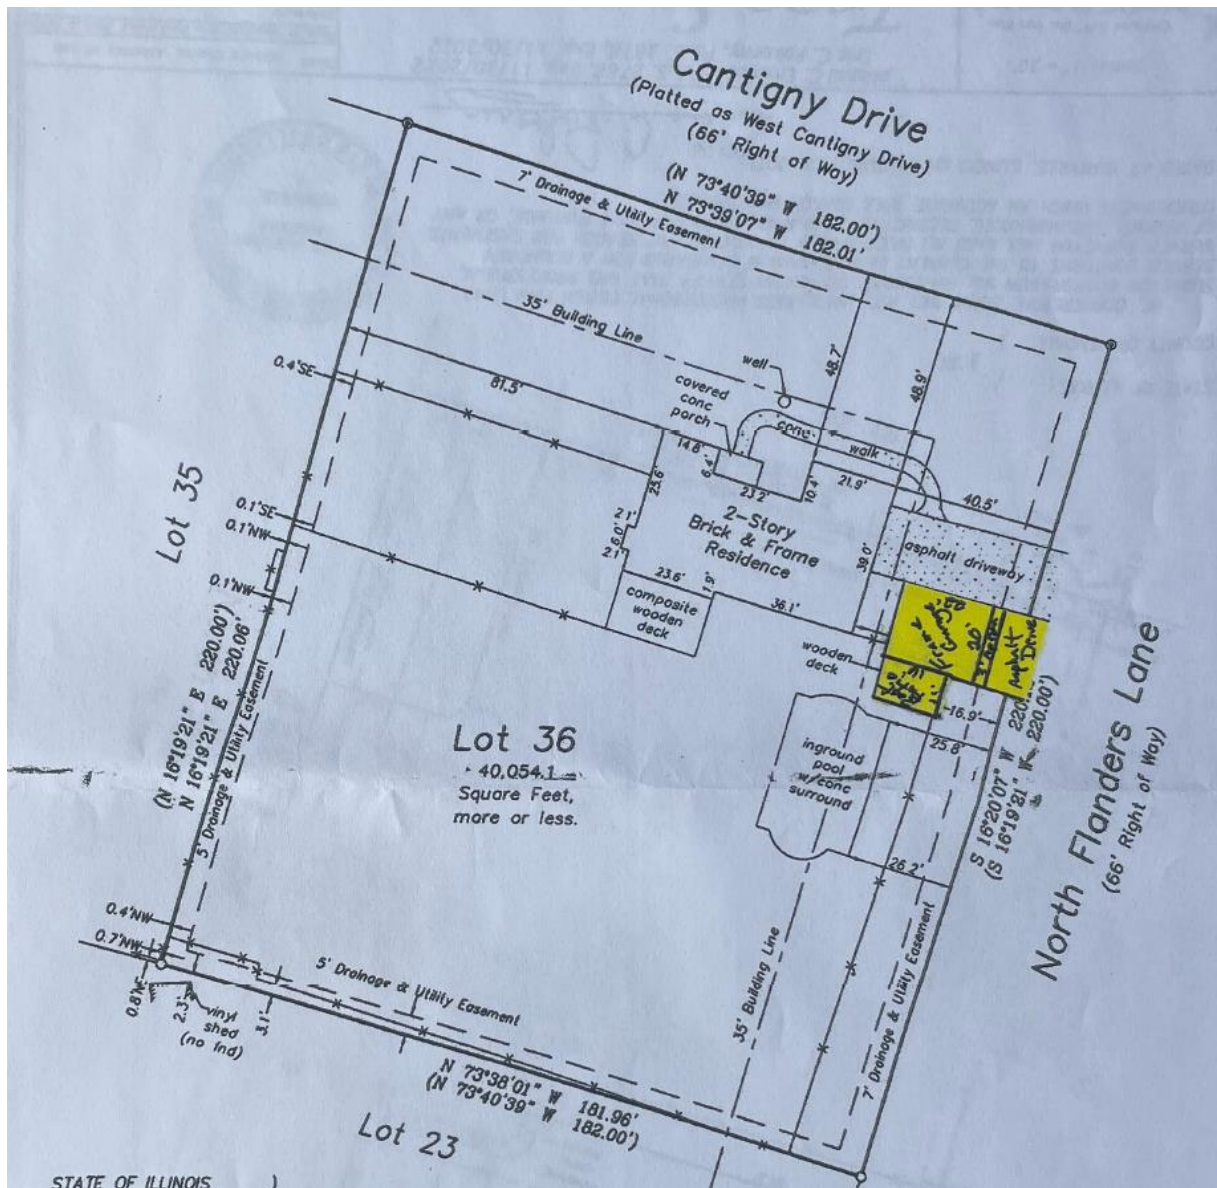 Cantigny Drive
(Platted as West Cantigny Drive)
(66' Right of Way)
(N 73°40'39" W 182.00')
N 73°39'07" W 182.01'
7' Drainage & Utility Easement
35' Building Line
well
48.7'
48.9'
0.4'SE
81.5'
covered
conc
porch
conc
walk
14.8'
6.4'
23.2'
10.4'
21.9'
40.5'
25.6'
Lot 35
0.1'SE
0.1'NW
0.1'NW
2.1'
6.0'
2.1'
2-Story
Brick & Frame
Residence
39.0'
asphalt driveway
23.6'
1.9'
36.1'
composite
wooden
deck
wooden
deck
20'
Asphalt
Drive
11'
16.9'
25.8'
(N 16°19'21" E 220.00')
N 16°19'21" E 220.06'
5' Drainage & Utility Easement
Lot 36
40,054.1
Square Feet,
more or less.
inground
pool
w/conc
surround
26.2'
S 16°20'07" W 220.
(S 16°19'21" W 220.00')
North Flanders Lane
(66' Right of Way)
0.4'NW
0.7'NW
0.8'NE
2.3'
vinyl
shed
(no fnd)
3.1'
5' Drainage & Utility Easement
35' Building Line
7' Drainage & Utility Easement
N 73°38'01" W 181.96'
(N 73°40'39" W 182.00')
Lot 23
STATE OF ILLINOIS )